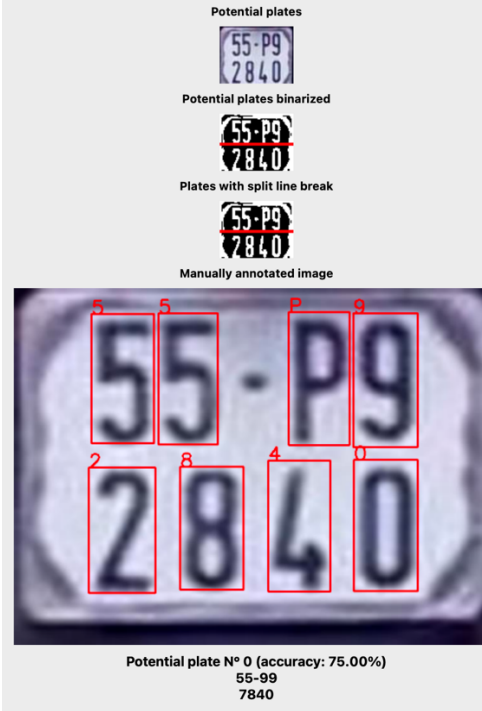 Potential plates
55-P9
2840
Potential plates binarized
55-P9
2840
Plates with split line break
55-P9
2840
Manually annotated image
5 5 P 9
55-P9
2 8 4 0
2840
Potential plate Nº 0 (accuracy: 75.00%)
55-99
7840